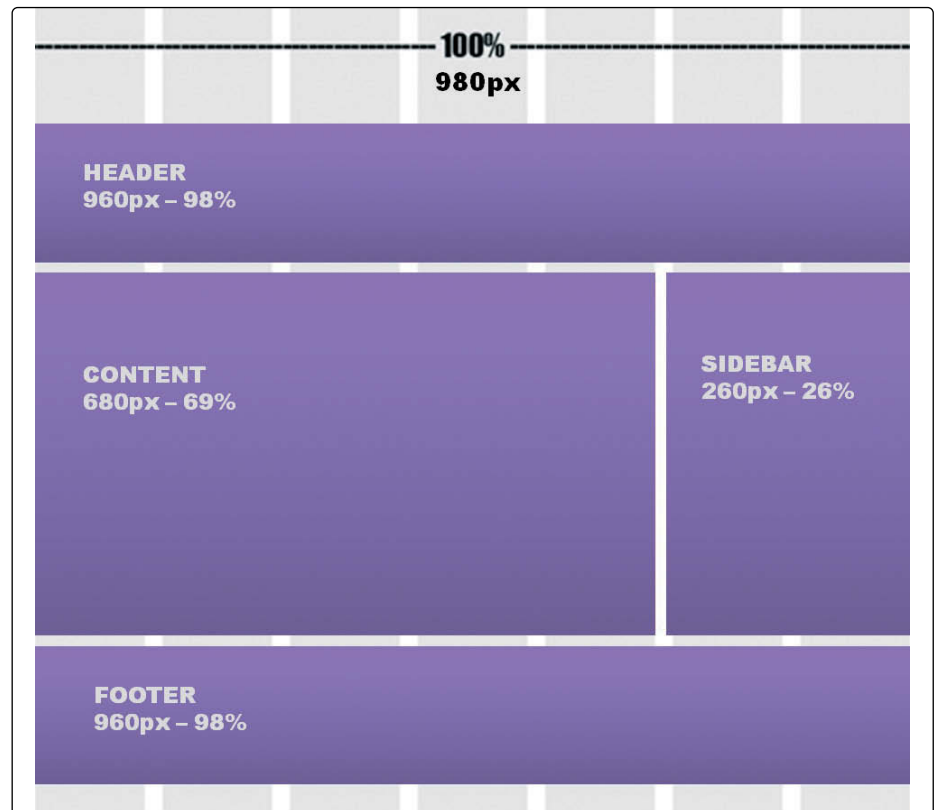 100%
980px
HEADER
960px – 98%
CONTENT
680px – 69%
SIDEBAR
260px – 26%
FOOTER
960px – 98%